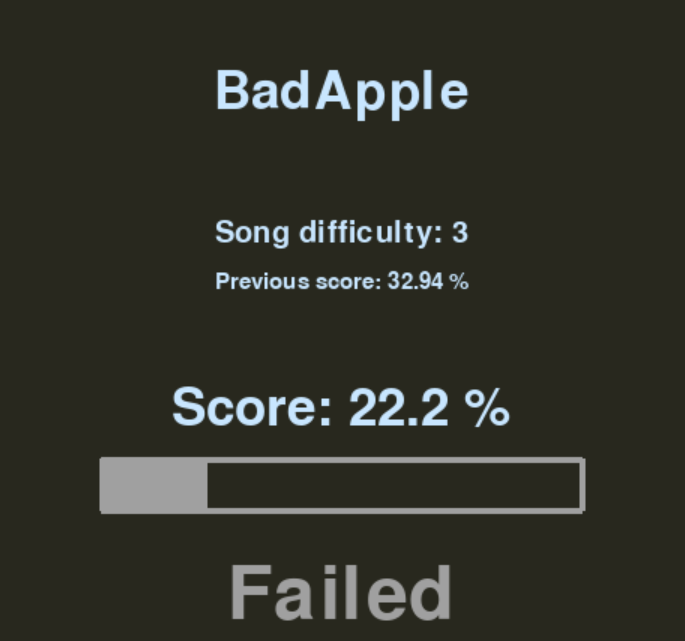 BadApple
Song difficulty: 3
Previous score: 32.94 %
Score: 22.2 %
Failed